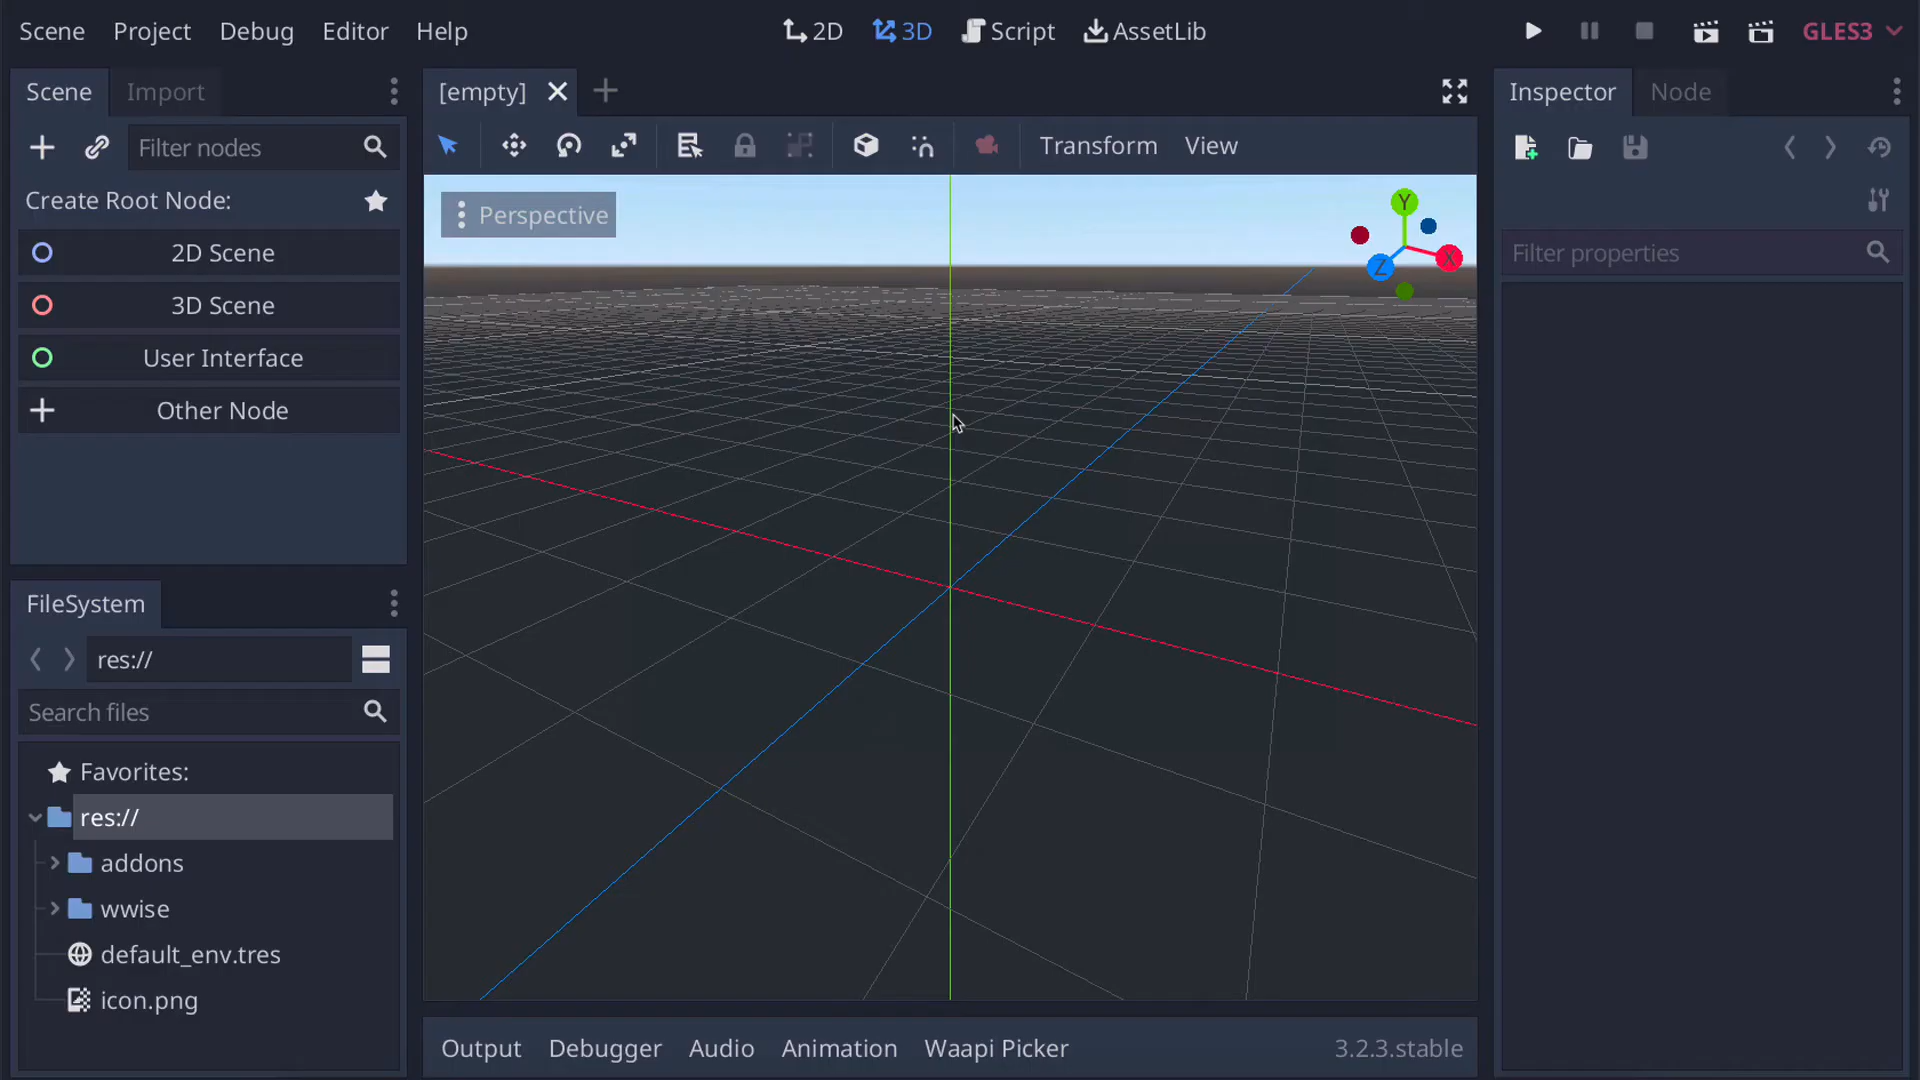 Scene Project Debug Editor Help
2D 3D Script AssetLib
GLES3
Scene Import
Filter nodes
Create Root Node:
2D Scene
3D Scene
User Interface
Other Node
FileSystem
res://
Search files
Favorites:
res://
addons
wwise
default_env.tres
icon.png
[empty]
Transform View
Perspective
Y
X
Z
Output Debugger Audio Animation Waapi Picker 3.2.3.stable
Inspector Node
Filter properties